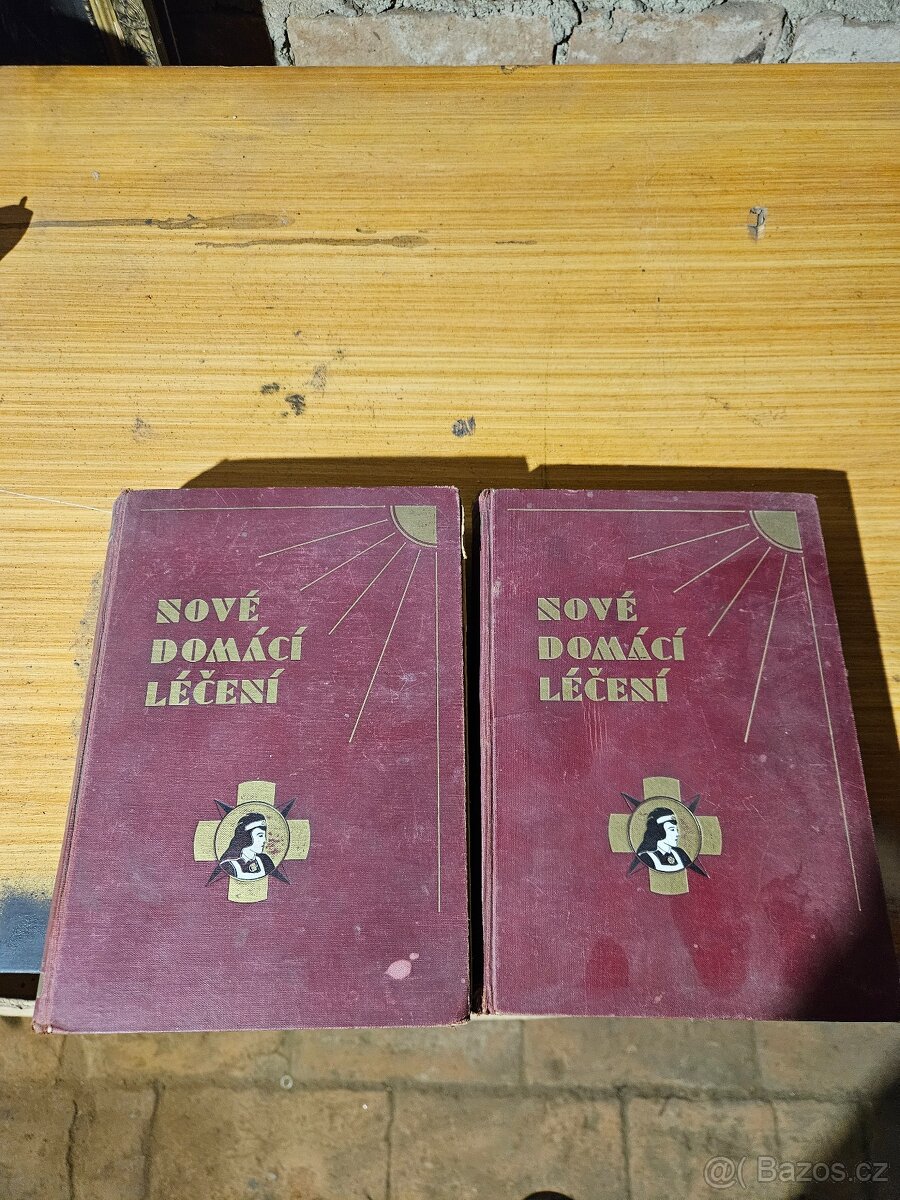 NOVÉ
DOMÁCÍ
LÉČENÍ
NOVÉ
DOMÁCÍ
LÉČENÍ
@( Bazos.cz